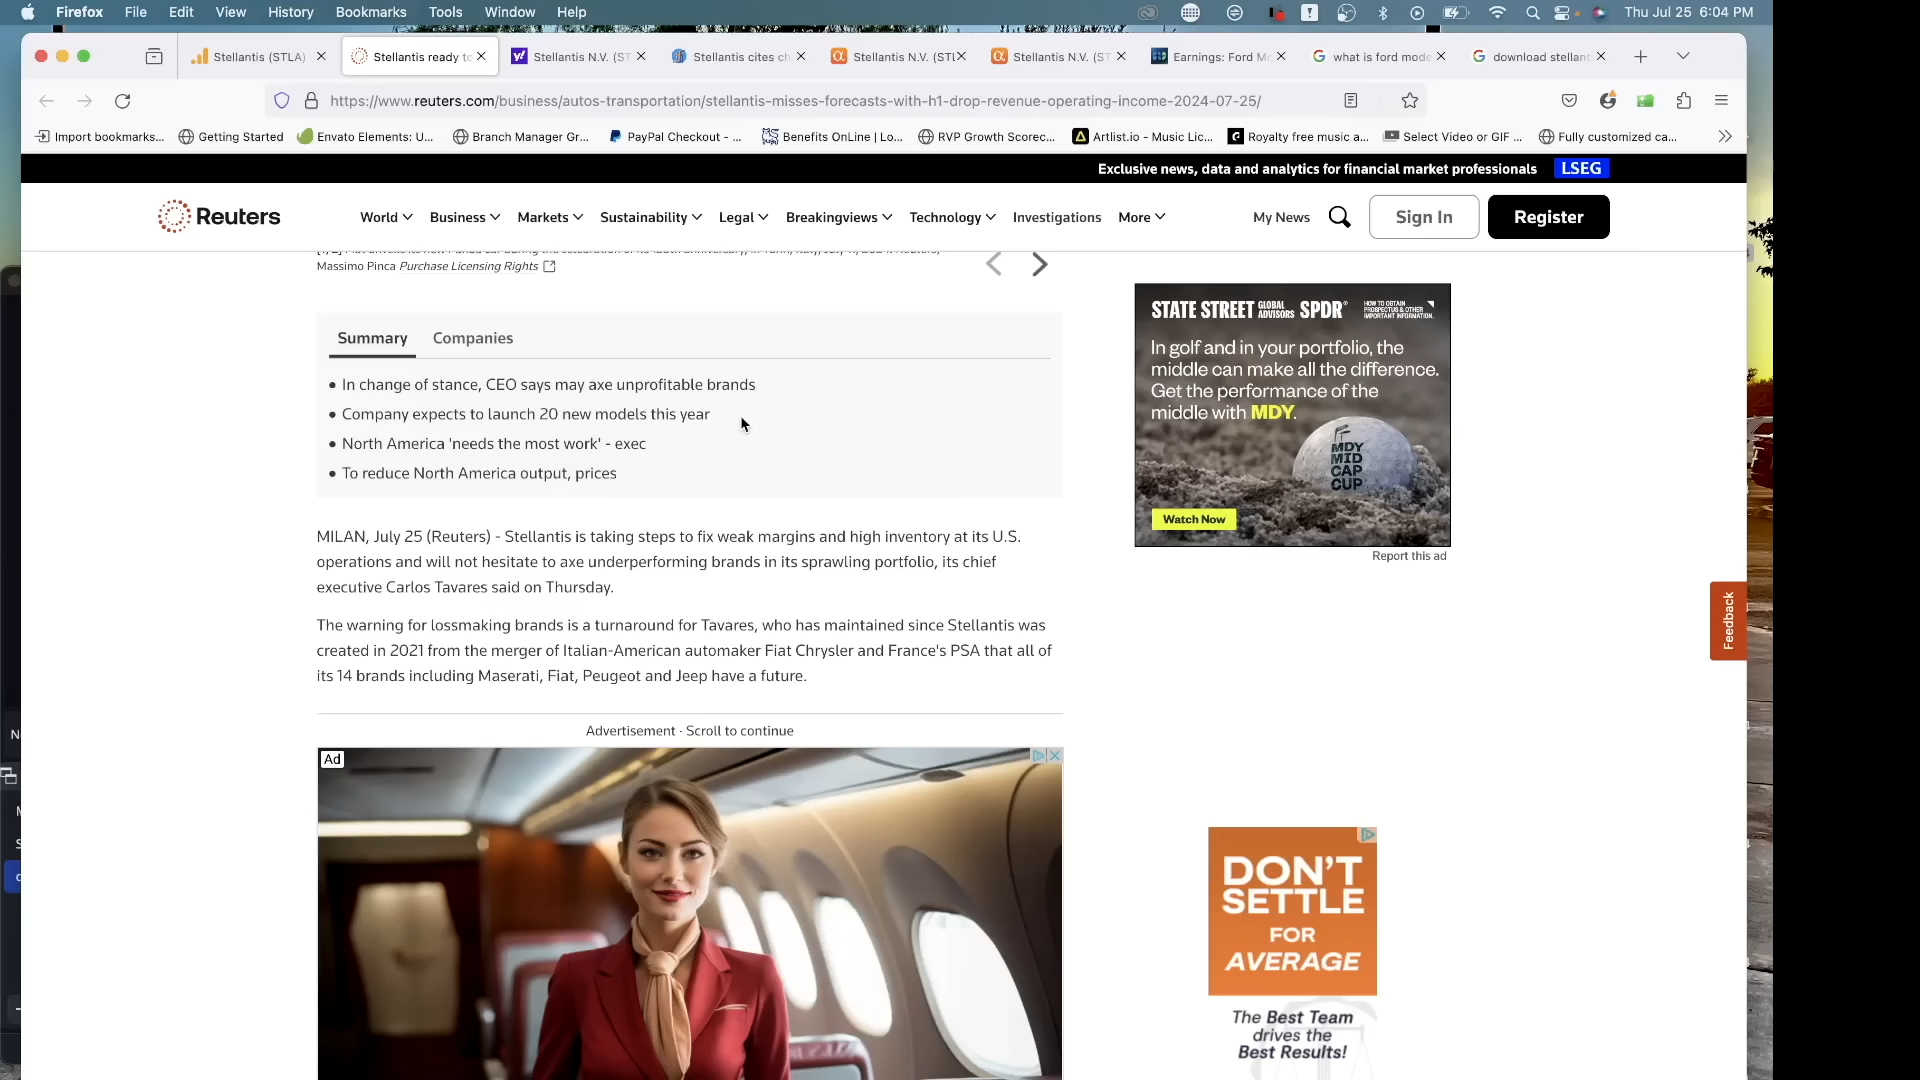 Firefox File Edit View History Bookmarks Tools Window Help Thu Jul 25 6:04 PM
Stellantis (STLA) Stellantis ready to Stellantis N.V. (ST Stellantis cites ch Stellantis N.V. (STL Stellantis N.V. (ST Earnings: Ford Mo what is ford mode download stellant
https://www.reuters.com/business/autos-transportation/stellantis-misses-forecasts-with-h1-drop-revenue-operating-income-2024-07-25/
Import bookmarks... Getting Started Envato Elements: U... Branch Manager Gr... PayPal Checkout - ... Benefits OnLine | Lo... RVP Growth Scorec... Artlist.io - Music Lic... Royalty free music a... Select Video or GIF ... Fully customized ca...
Exclusive news, data and analytics for financial market professionals LSEG
Reuters World Business Markets Sustainability Legal Breakingviews Technology Investigations More My News Sign In Register
Massimo Pinca Purchase Licensing Rights
Summary Companies
• In change of stance, CEO says may axe unprofitable brands
• Company expects to launch 20 new models this year
• North America 'needs the most work' - exec
• To reduce North America output, prices
MILAN, July 25 (Reuters) - Stellantis is taking steps to fix weak margins and high inventory at its U.S.
operations and will not hesitate to axe underperforming brands in its sprawling portfolio, its chief
executive Carlos Tavares said on Thursday.
The warning for lossmaking brands is a turnaround for Tavares, who has maintained since Stellantis was
created in 2021 from the merger of Italian-American automaker Fiat Chrysler and France's PSA that all of
its 14 brands including Maserati, Fiat, Peugeot and Jeep have a future.
Advertisement · Scroll to continue
Ad
STATE STREET GLOBAL ADVISORS SPDR®
HOW TO OBTAIN
PROSPECTUS & OTHER
IMPORTANT INFORMATION.
In golf and in your portfolio, the
middle can make all the difference.
Get the performance of the
middle with MDY.
MDY
MID
CAP
CUP
Watch Now
Report this ad
Feedback
DON'T
SETTLE
FOR
AVERAGE
The Best Team
drives the
Best Results!